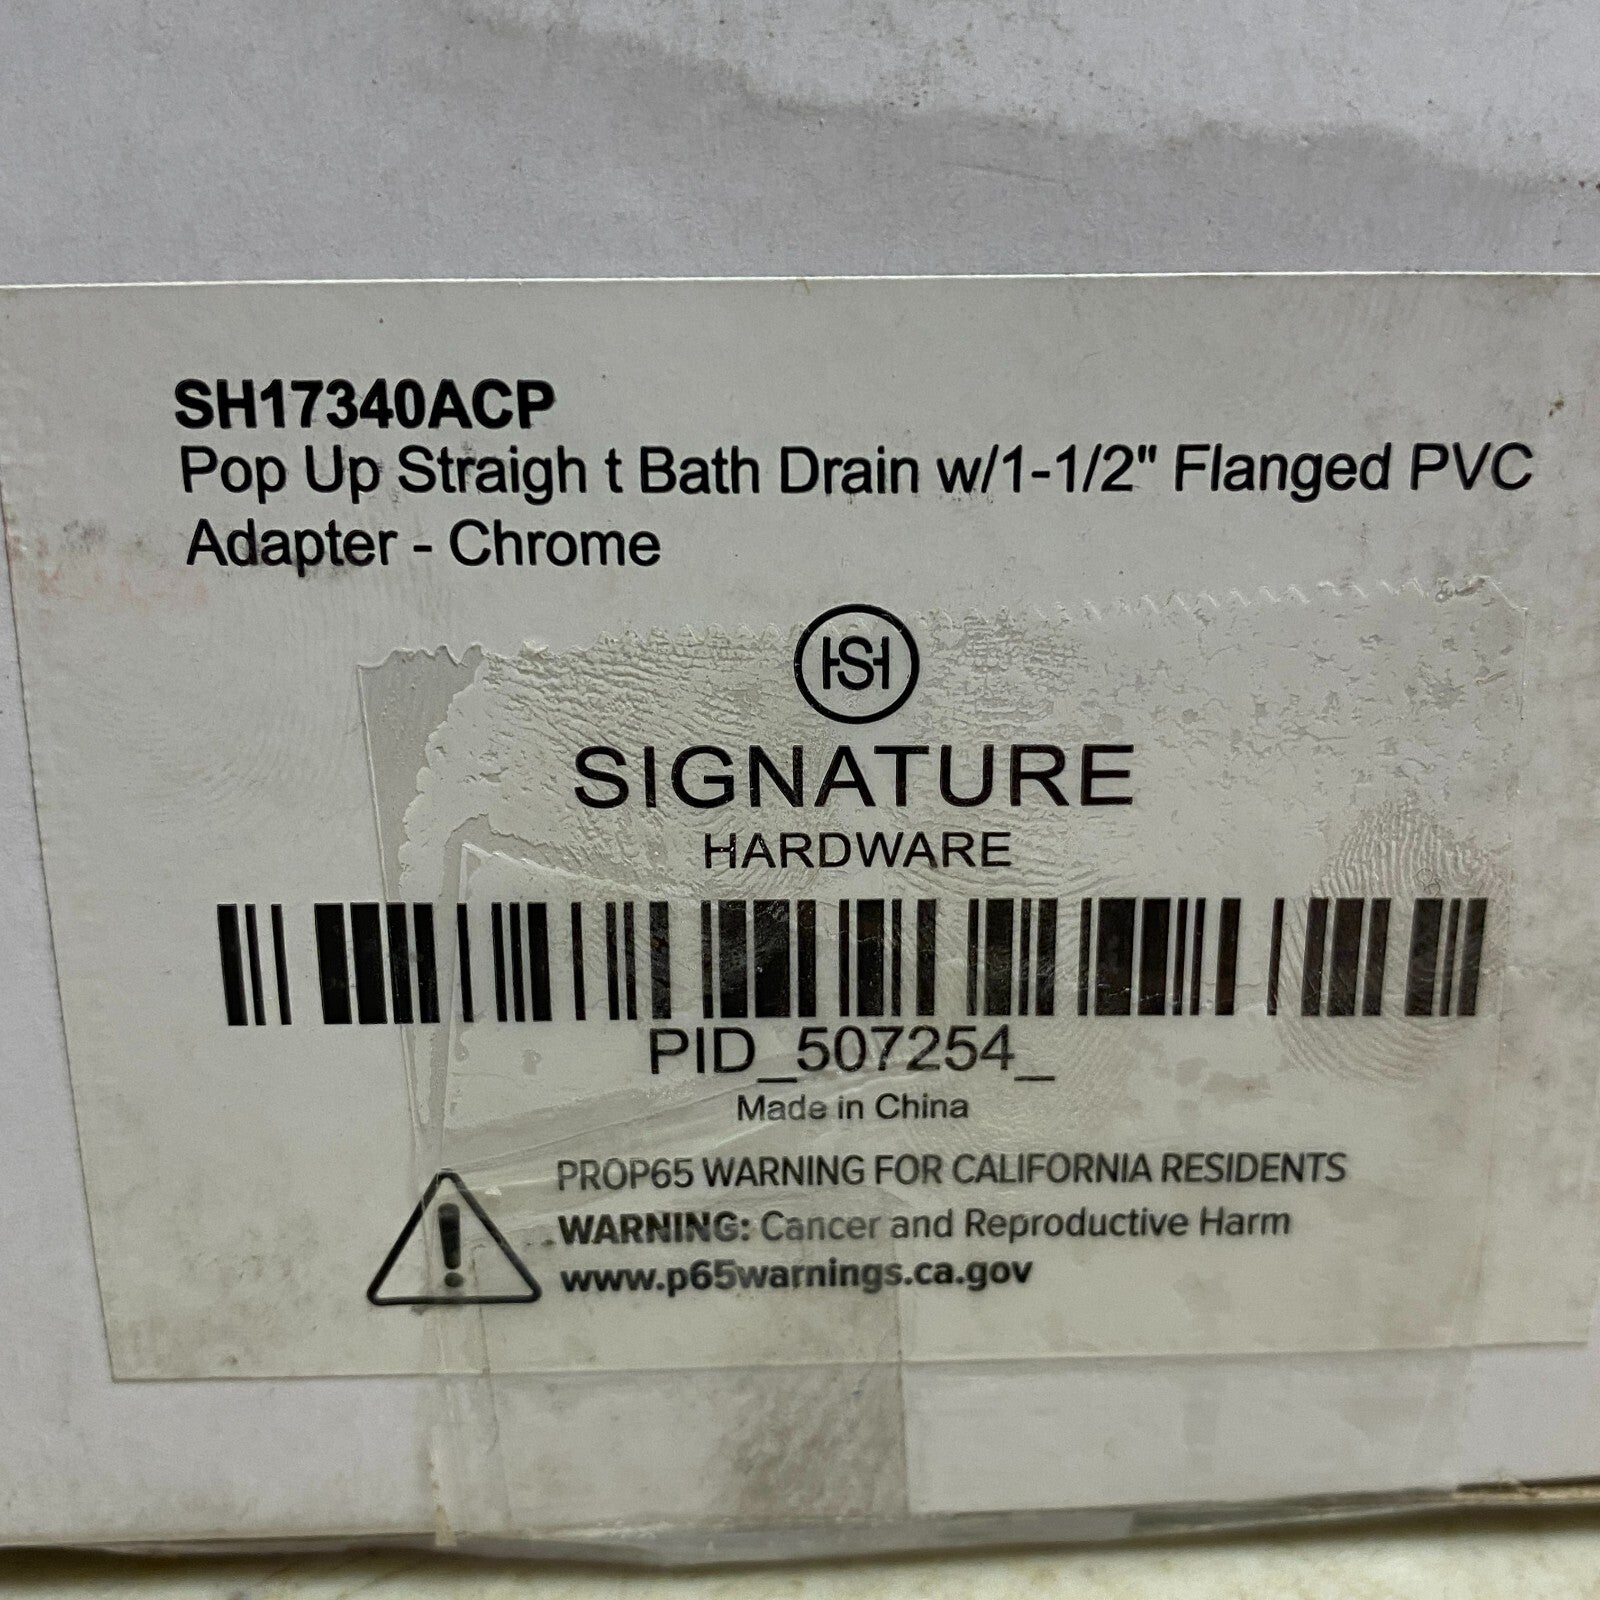 SH17340ACP
Pop Up Straigh t Bath Drain w/1-1/2" Flanged PVC
Adapter - Chrome
HSH
SIGNATURE
HARDWARE
PID_507254_
Made in China
PROP65 WARNING FOR CALIFORNIA RESIDENTS
WARNING: Cancer and Reproductive Harm
www.p65warnings.ca.gov